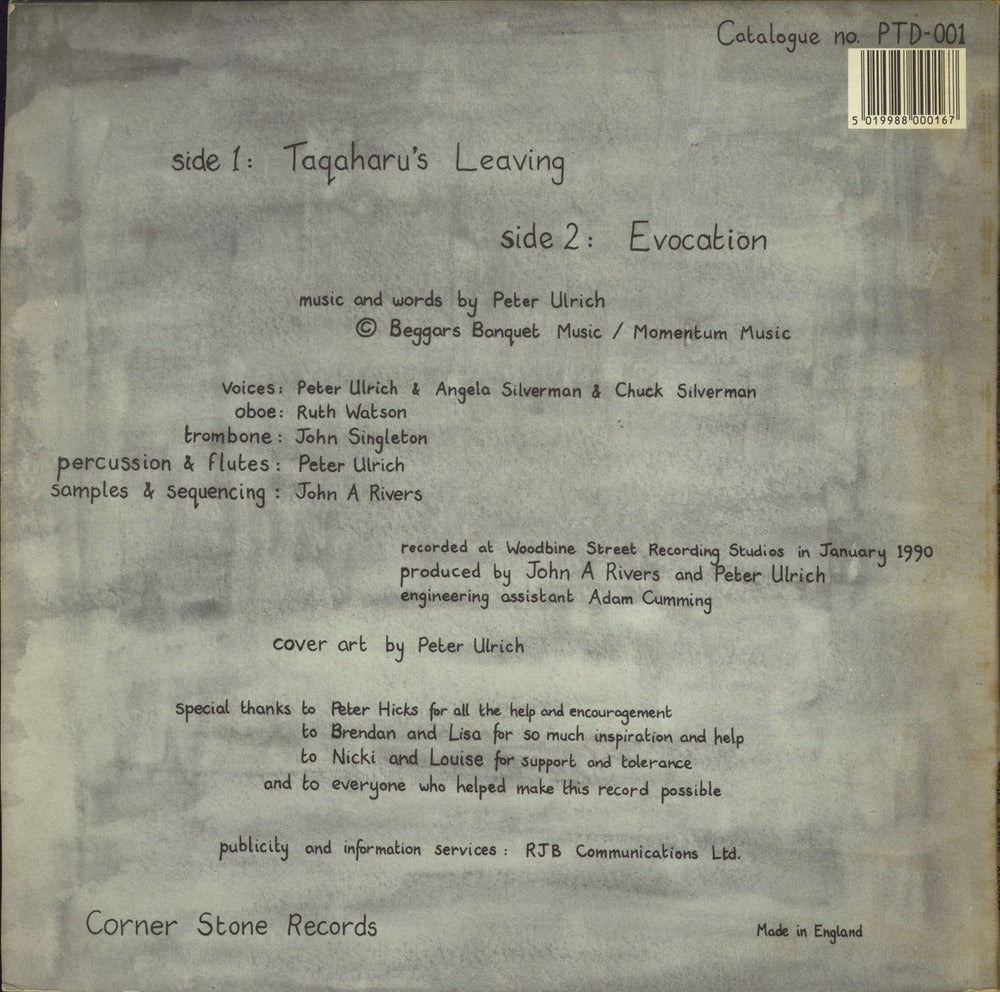 Catalogue no. PTD-001
5 019988 000167
side 1: Taqaharu's Leaving
side 2: Evocation
music and words by Peter Ulrich
© Beggars Banquet Music / Momentum Music
Voices: Peter Ulrich & Angela Silverman & Chuck Silverman
oboe: Ruth Watson
trombone: John Singleton
percussion & flutes: Peter Ulrich
samples & sequencing: John A Rivers
recorded at Woodbine Street Recording Studios in January 1990
produced by John A Rivers and Peter Ulrich
engineering assistant Adam Cumming
cover art by Peter Ulrich
special thanks to Peter Hicks for all the help and encouragement
to Brendan and Lisa for so much inspiration and help
to Nicki and Louise for support and tolerance
and to everyone who helped make this record possible
publicity and information services: RJB Communications Ltd.
Corner Stone Records
Made in England